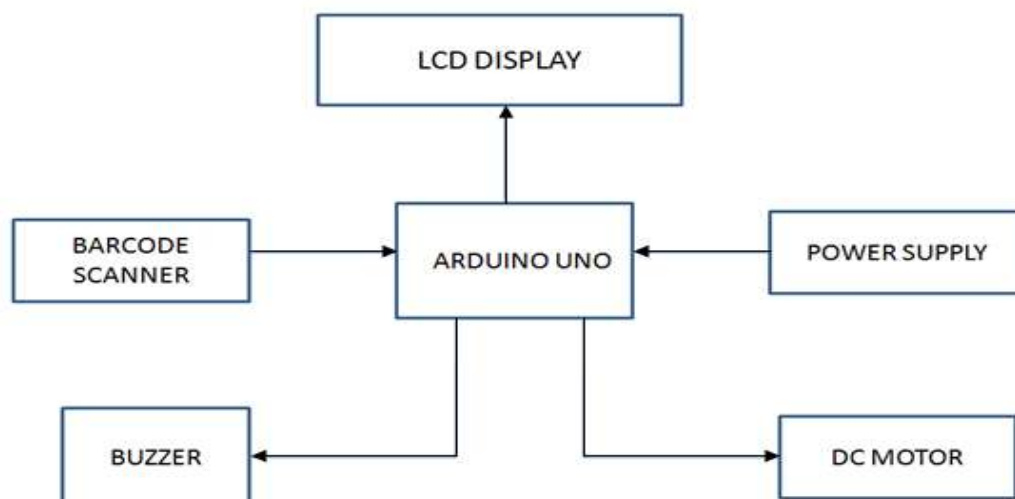 LCD DISPLAY
BARCODE
SCANNER
ARDUINO UNO
POWER SUPPLY
BUZZER
DC MOTOR